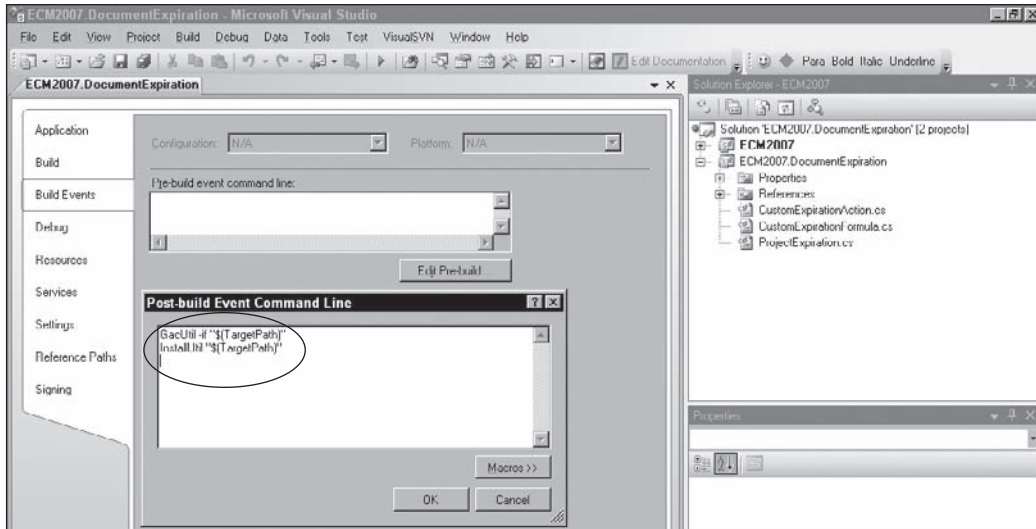 ECM2007.DocumentExpiration - Microsoft Visual Studio
File Edit View Project Build Debug Data Tools Test VisualSVN Window Help
Edit Documentation
Para Bold Italic Underline
ECM2007.DocumentExpiration
Application
Build
Build Events
Debug
Resources
Services
Settings
Reference Paths
Signing
Configuration: N/A
Platform: N/A
Pre-build event command line:
Edit Pre-build ...
Post-build Event Command Line
GacUtil -if "$(TargetPath)"
InstallUtil "$(TargetPath)"
Macros >>
OK
Cancel
Solution Explorer - ECM2007
Solution 'ECM2007.DocumentExpiration' (2 projects)
ECM2007
ECM2007.DocumentExpiration
Properties
References
CustomExpirationAction.cs
CustomExpirationFormula.cs
ProjectExpiration.cs
Properties